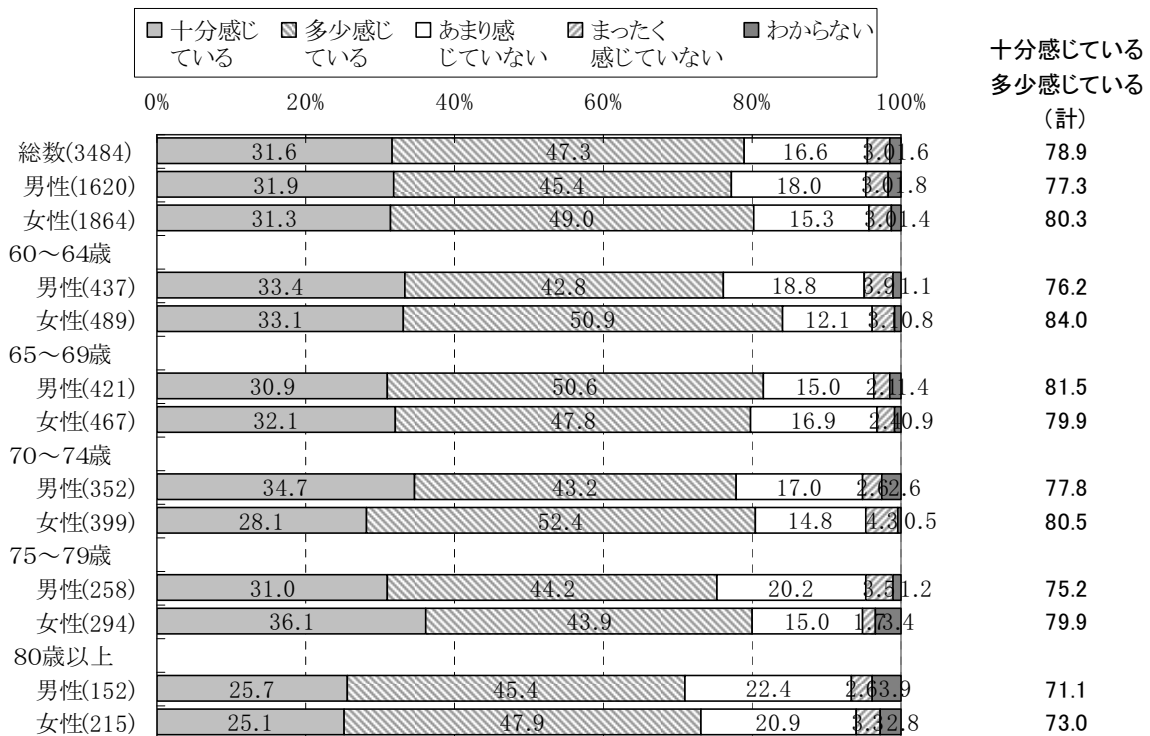 十分感じ 多少感じ あまり感 まったく わからない
ている ている じていない 感じていない
十分感じている
多少感じている
(計)
0% 20% 40% 60% 80% 100%
総数(3484) 31.6 47.3 16.6 3.0 1.6 78.9
男性(1620) 31.9 45.4 18.0 3.0 1.8 77.3
女性(1864) 31.3 49.0 15.3 3.0 1.4 80.3
60～64歳
男性(437) 33.4 42.8 18.8 3.9 1.1 76.2
女性(489) 33.1 50.9 12.1 3.1 0.8 84.0
65～69歳
男性(421) 30.9 50.6 15.0 2.1 1.4 81.5
女性(467) 32.1 47.8 16.9 2.4 0.9 79.9
70～74歳
男性(352) 34.7 43.2 17.0 2.6 2.6 77.8
女性(399) 28.1 52.4 14.8 4.3 0.5 80.5
75～79歳
男性(258) 31.0 44.2 20.2 3.5 1.2 75.2
女性(294) 36.1 43.9 15.0 1.7 3.4 79.9
80歳以上
男性(152) 25.7 45.4 22.4 2.6 3.9 71.1
女性(215) 25.1 47.9 20.9 3.3 2.8 73.0